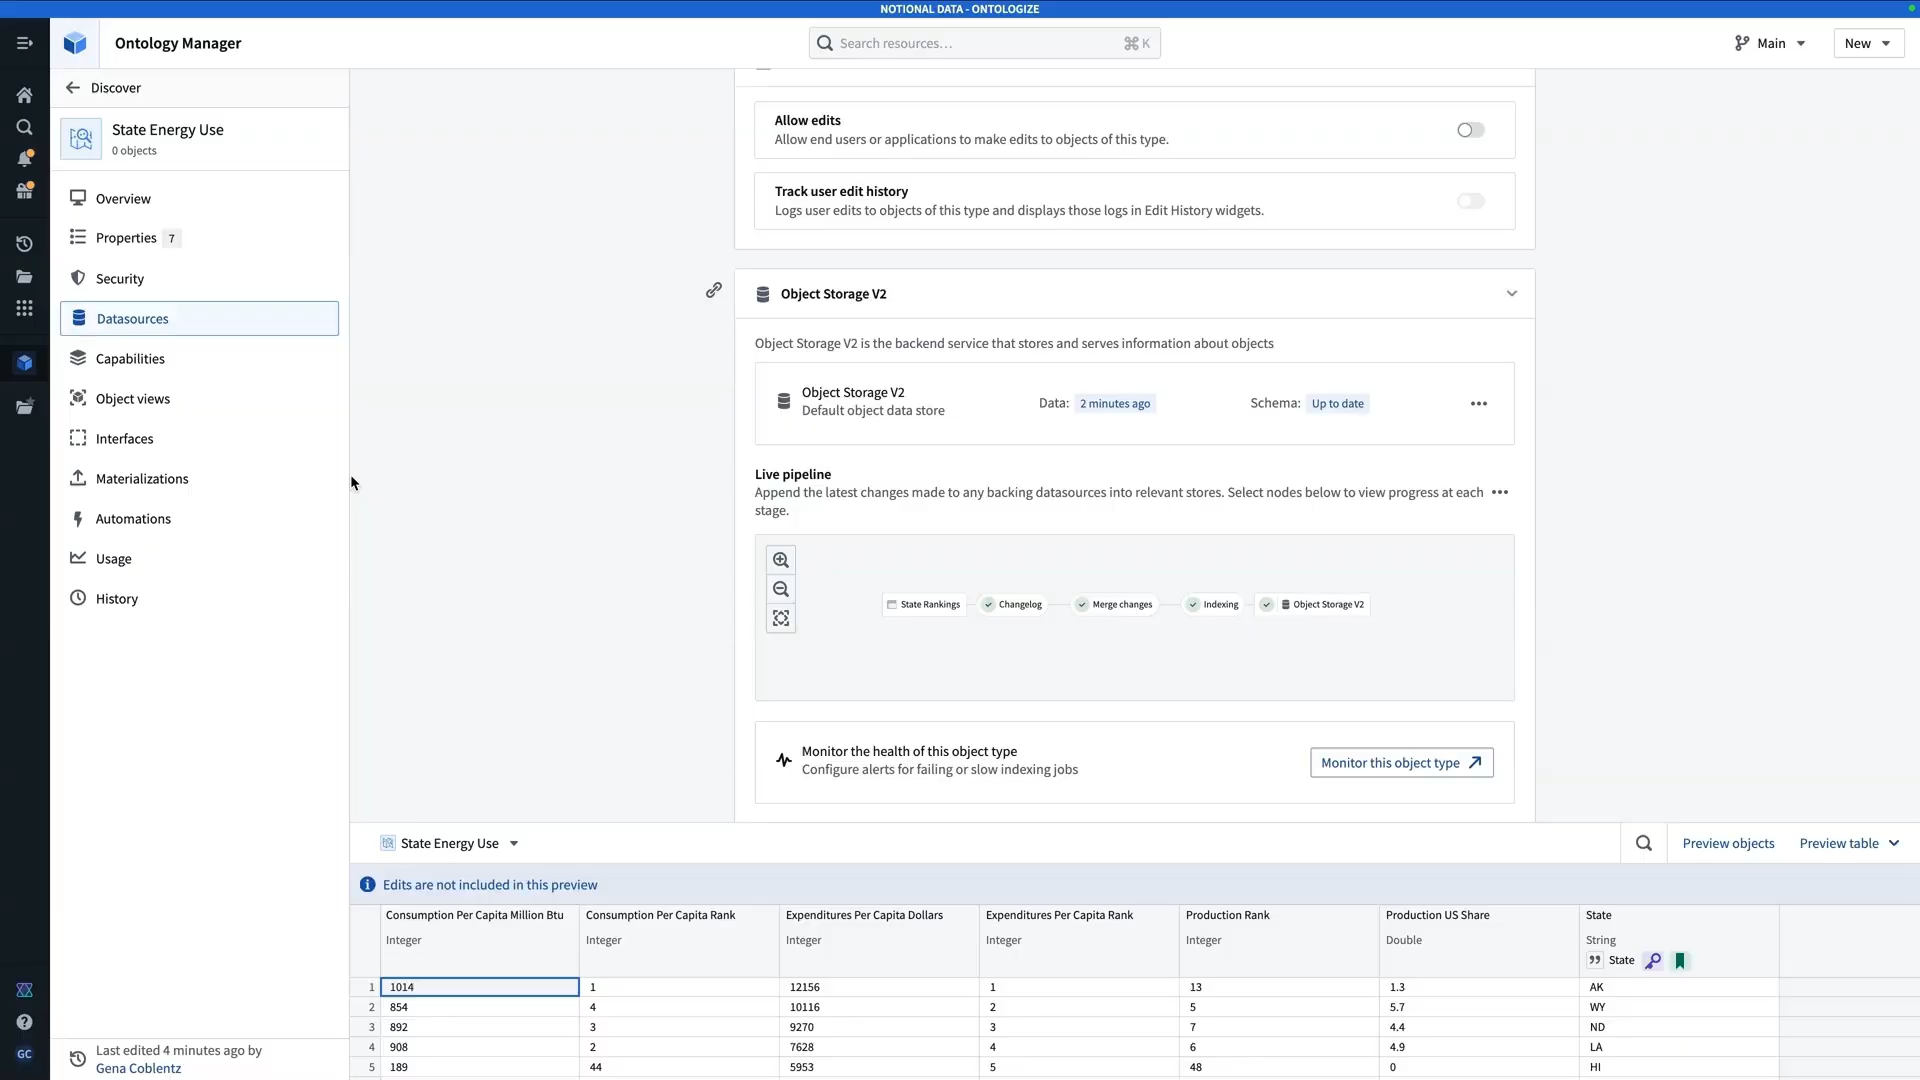 NOTIONAL DATA - ONTOLOGIZE
Ontology Manager
Search resources…
⌘ K
Main
New
Discover
State Energy Use
0 objects
Overview
Properties 7
Security
Datasources
Capabilities
Object views
Interfaces
Materializations
Automations
Usage
History
Last edited 4 minutes ago by
Gena Coblentz
GC
Allow edits
Allow end users or applications to make edits to objects of this type.
Track user edit history
Logs user edits to objects of this type and displays those logs in Edit History widgets.
Object Storage V2
Object Storage V2 is the backend service that stores and serves information about objects
Object Storage V2
Default object data store
Data: 2 minutes ago
Schema: Up to date
Live pipeline
Append the latest changes made to any backing datasources into relevant stores. Select nodes below to view progress at each
stage.
State Rankings Changelog Merge changes Indexing Object Storage V2
Monitor the health of this object type
Configure alerts for failing or slow indexing jobs
Monitor this object type
State Energy Use
Preview objects
Preview table
Edits are not included in this preview
Consumption Per Capita Million Btu Consumption Per Capita Rank Expenditures Per Capita Dollars Expenditures Per Capita Rank Production Rank Production US Share State
Integer Integer Integer Integer Integer Double String
State
1 1014 1 12156 1 13 1.3 AK
2 854 4 10116 2 5 5.7 WY
3 892 3 9270 3 7 4.4 ND
4 908 2 7628 4 6 4.9 LA
5 189 44 5953 5 48 0 HI